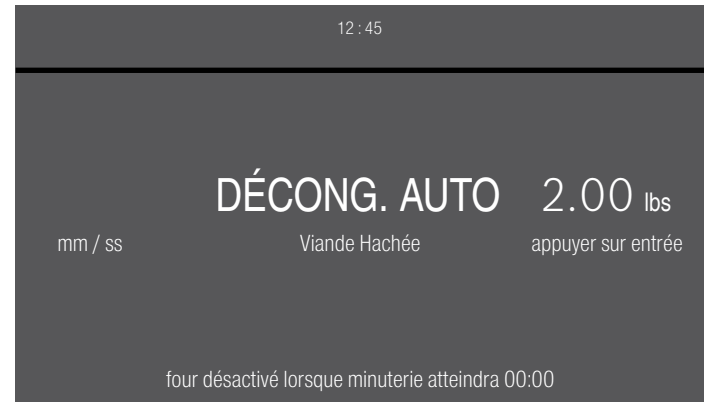 12 : 45
DÉCONG. AUTO 2.00 lbs
mm / ss Viande Hachée appuyer sur entrée
four désactivé lorsque minuterie atteindra 00:00